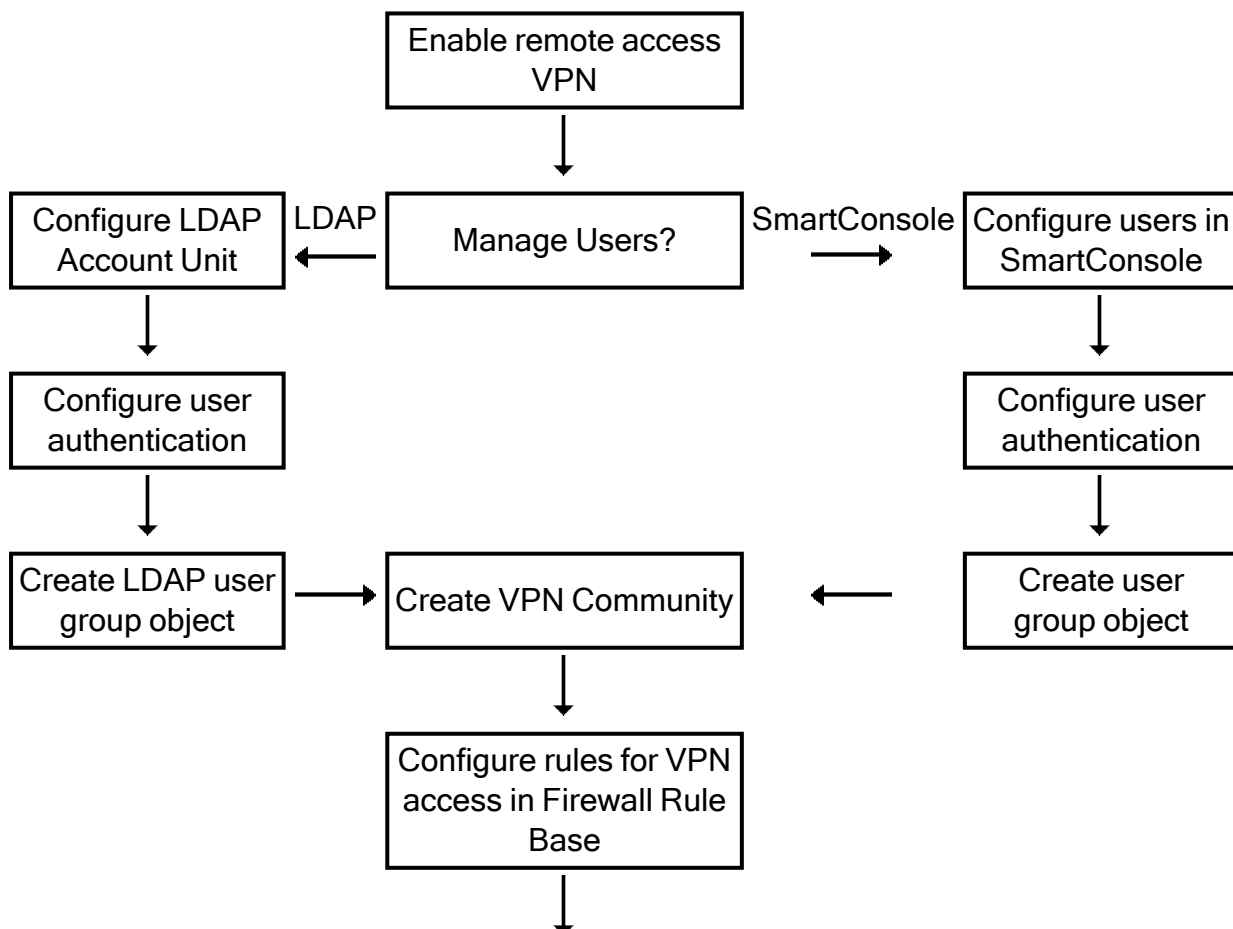 Enable remote access
VPN
Configure LDAP
Account Unit
LDAP
Manage Users?
SmartConsole
Configure users in
SmartConsole
Configure user
authentication
Configure user
authentication
Create LDAP user
group object
Create VPN Community
Create user
group object
Configure rules for VPN
access in Firewall Rule
Base